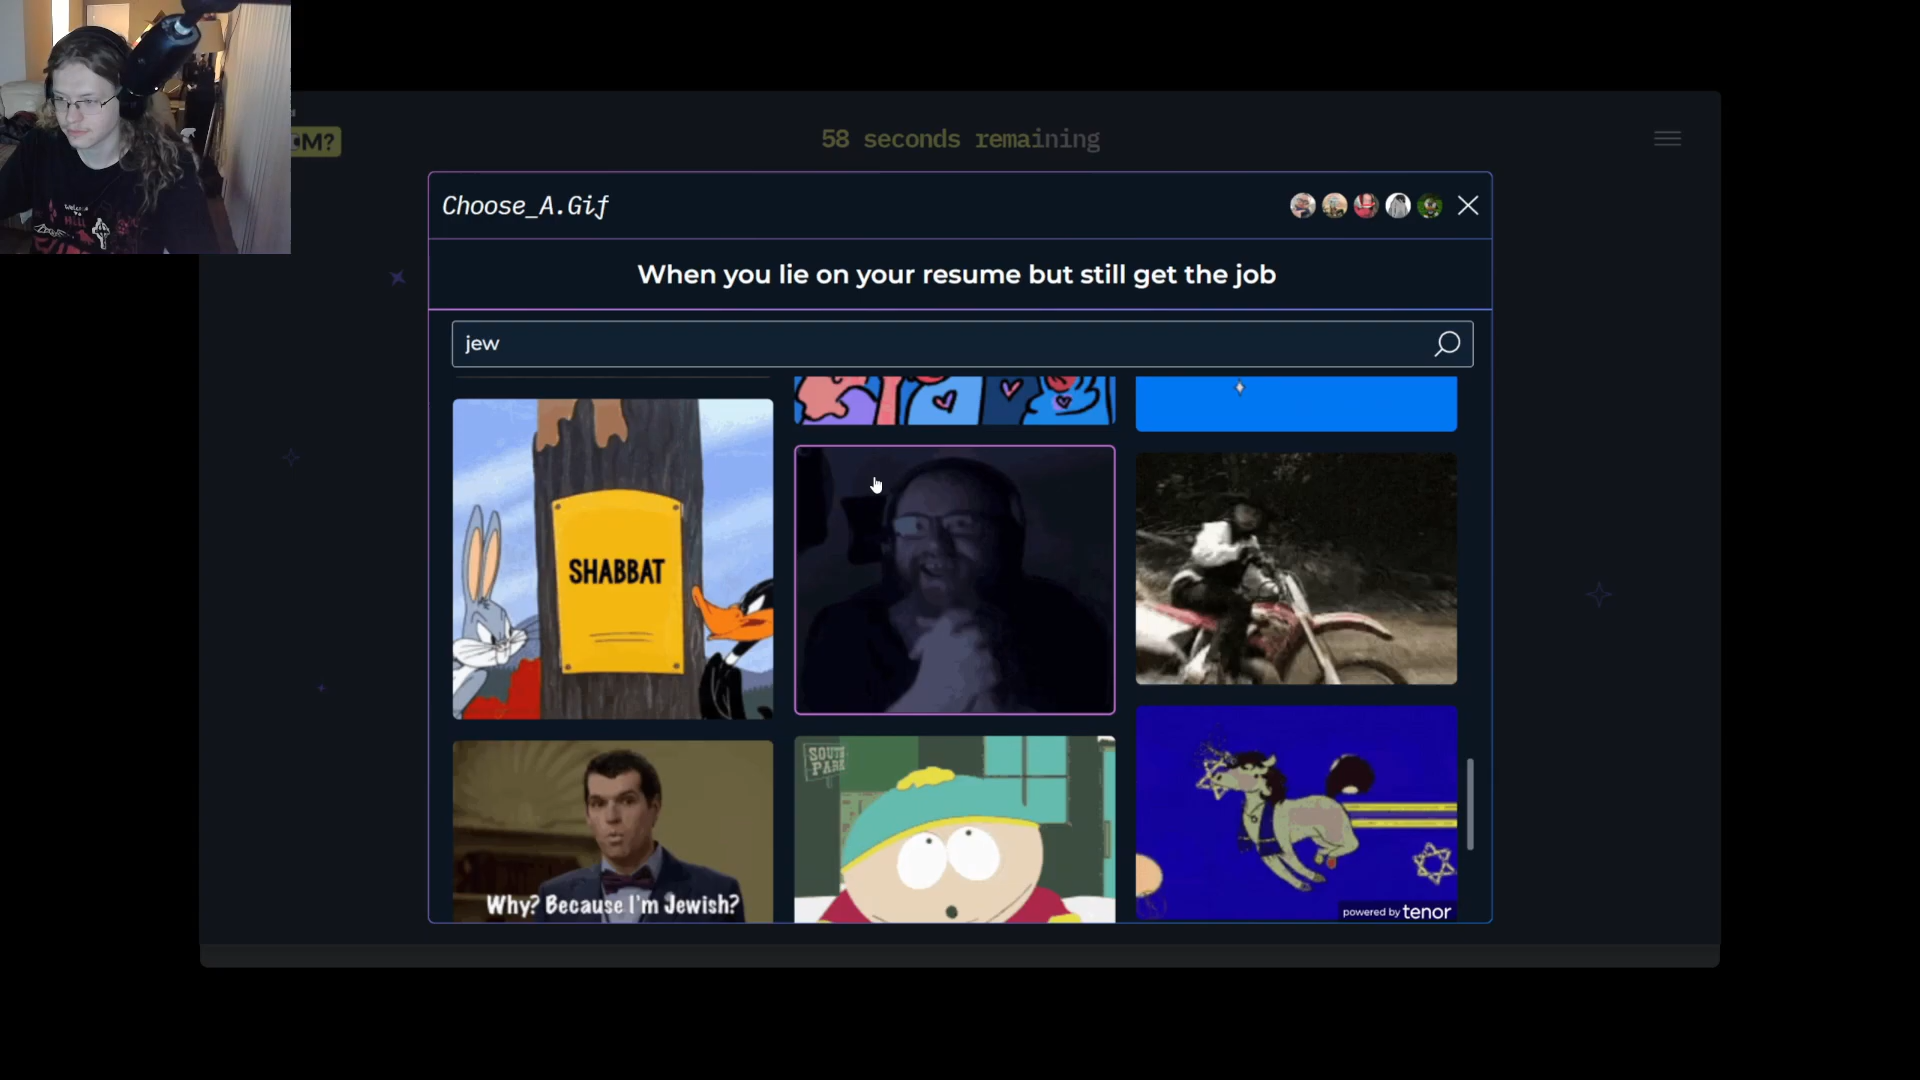 OM?
58 seconds remaining
Choose_A.Gif
When you lie on your resume but still get the job
jew
SHABBAT
SOUTH
PARK
Why? Because I'm Jewish?
powered by tenor